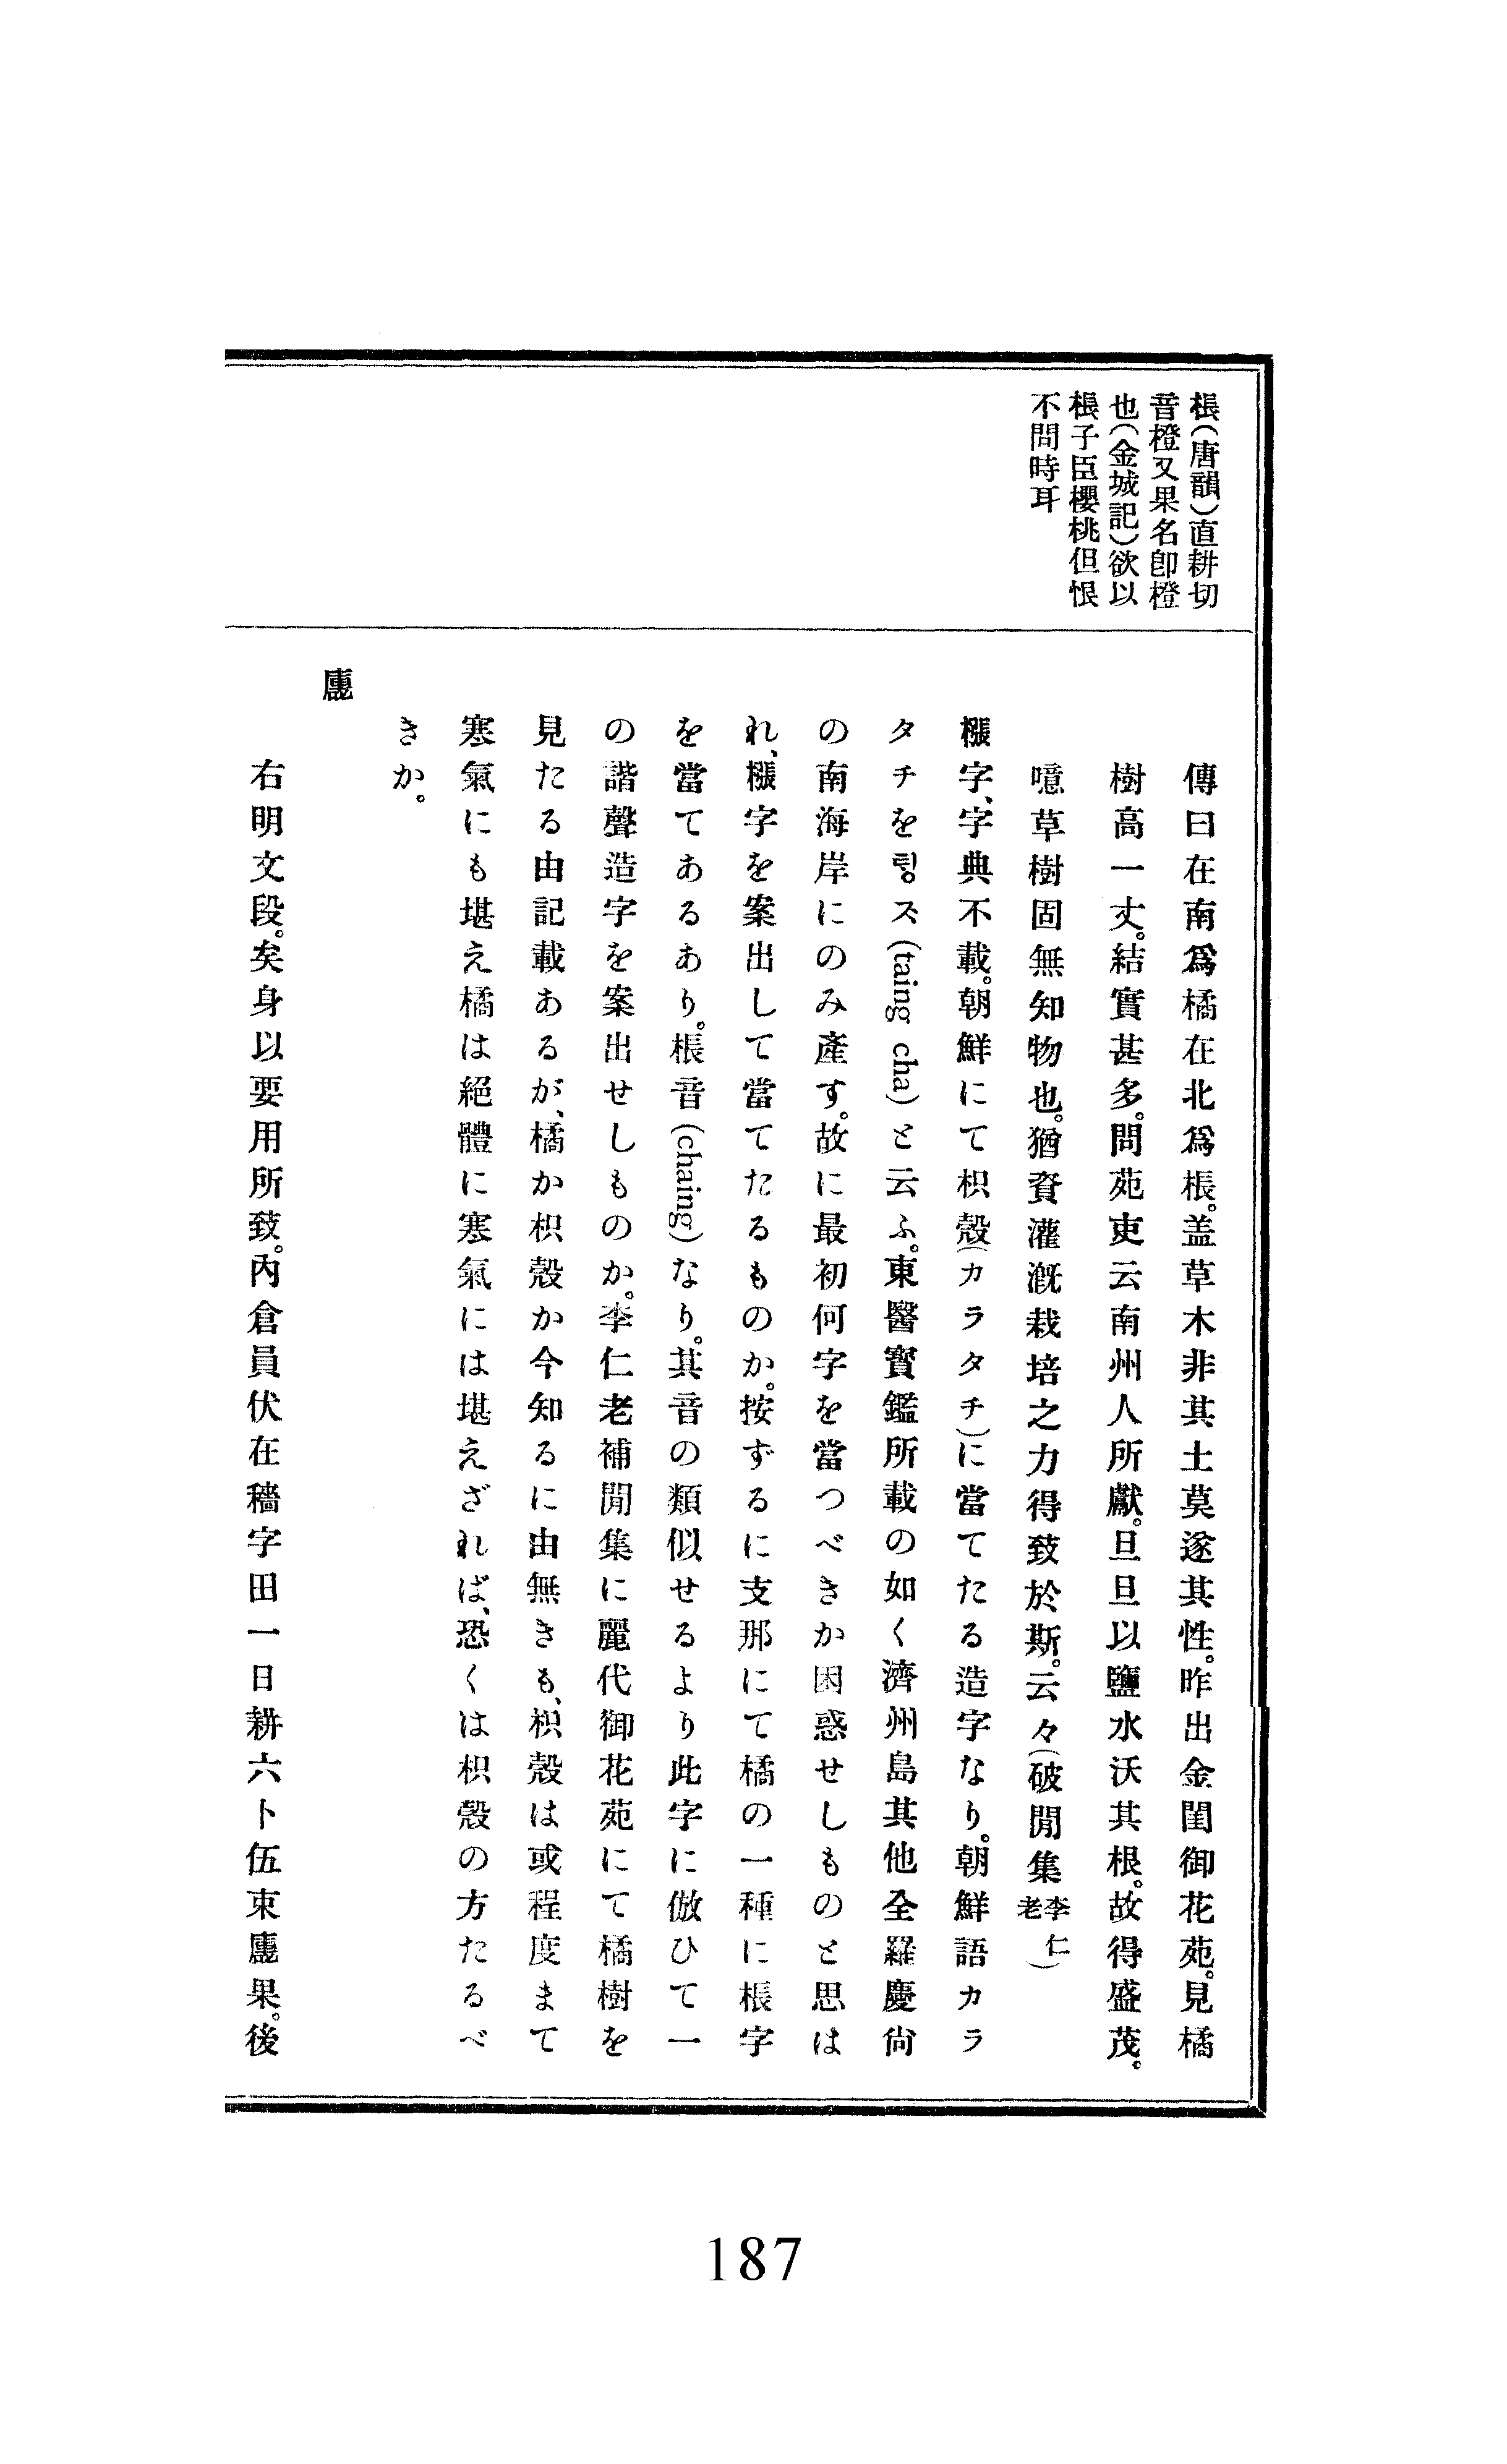 棖(唐韻)直耕切
音橙又果名卽橙
也(金城記)欲以
棖子臣櫻桃但恨
不問時耳
傳曰在南爲橘在北爲棖。盖草木非其土莫遂其性。昨出金閨御花苑。見橘
樹高一丈。結實甚多。問苑吏云南州人所獻。旦旦以鹽水沃其根。故得盛茂。
噫草樹固無知物也。猶資灌漑栽培之力得致於斯。云々(破閒集李仁老)
字、字典不載。朝鮮にて枳殼(カラタチ)に當てたる造字なり。朝鮮語カラ
タチをᄐᆡᆼᄌᆞ(taing cha)と云ふ。東醫寶鑑所載の如く濟州島其他全羅慶尙
の南海岸にのみ產す。故に最初何字を當つべきか困惑せしものと思は
れ、字を案出して當てたるものか。按ずるに支那にて橘の一種に棖字
を當てあるあり。棖音(chaing)なり。其音の類似せるより此字に倣ひて一
の諧聲造字を案出せしものか。李仁老補閒集に麗代御花苑にて橘樹を
見たる由記載あるが、橘か枳殼か今知るに由無きも、枳殼は或程度まて
寒氣にも堪え橘は絕體に寒氣には堪えざれば、恐くは枳殼の方たるべ
きか。
右明文段。矣身以要用所致。內倉員伏在穡字田一日耕六卜伍束果。後
187